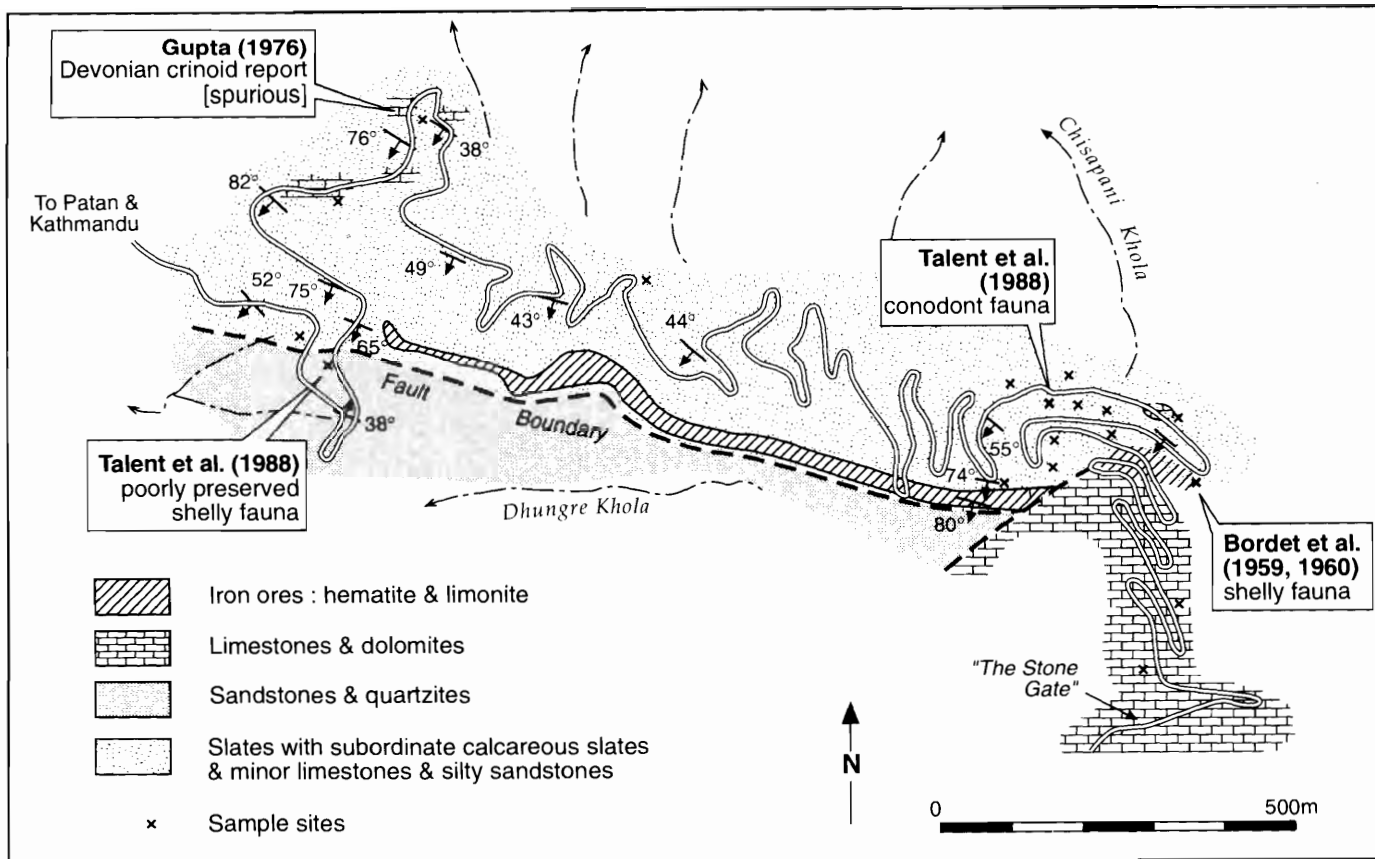 Gupta (1976)
Devonian crinoid report
[spurious]
76°
38°
82°
To Patan &
Kathmandu
Chisapani
Khola
Talent et al.
(1988)
conodont fauna
49°
52°
75°
43°
44°
65°
Fault
Boundary
38°
55°
74°
80°
Talent et al. (1988)
poorly preserved
shelly fauna
Dhungre Khola
Bordet et al.
(1959, 1960)
shelly fauna
Iron ores : hematite & limonite
Limestones & dolomites
"The Stone
Gate"
Sandstones & quartzites
Slates with subordinate calcareous slates
& minor limestones & silty sandstones
N
x Sample sites
0 500m